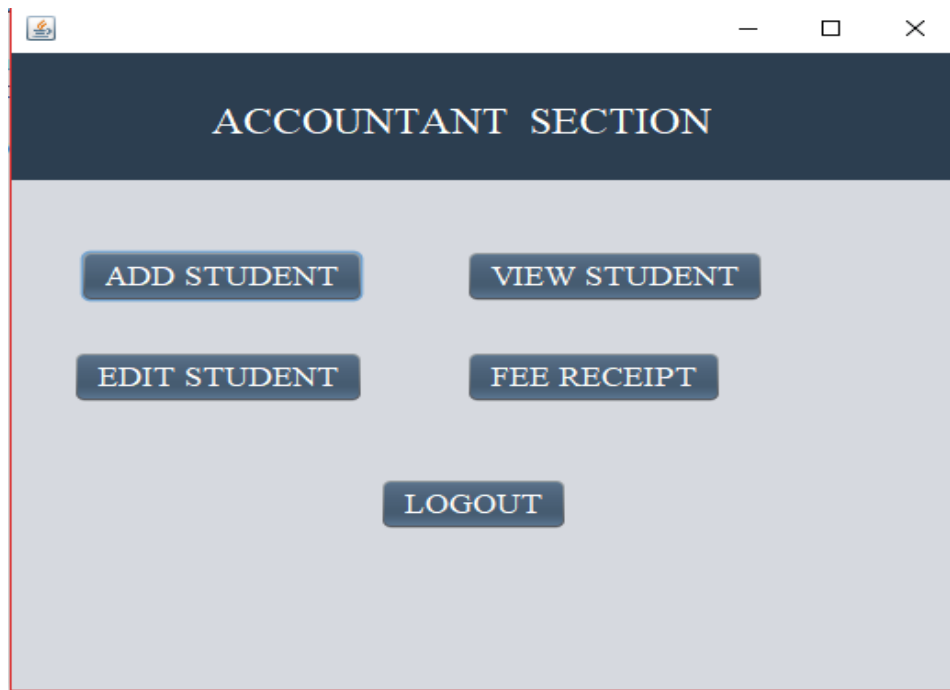 ACCOUNTANT SECTION
ADD STUDENT
VIEW STUDENT
EDIT STUDENT
FEE RECEIPT
LOGOUT